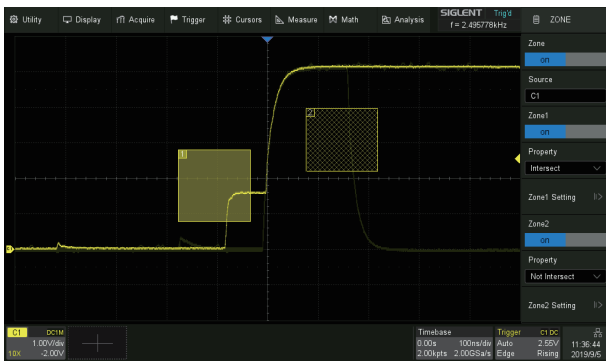 Utility Display Acquire Trigger Cursors Measure Math Analysis SIGLENT Trig'd ZONE
f = 2.495778kHz
Zone
on
Source
C1
Zone1
on
Property
Intersect
Zone1 Setting
Zone2
on
Property
Not Intersect
Zone2 Setting
1
2
C1 DC1M
1.00V/div
10X -2.00V
Timebase
0.00s 100ns/div
2.00kpts 2.00GSa/s
Trigger C1 DC
Auto 2.55V
Edge Rising
11:36:44
2019/9/5